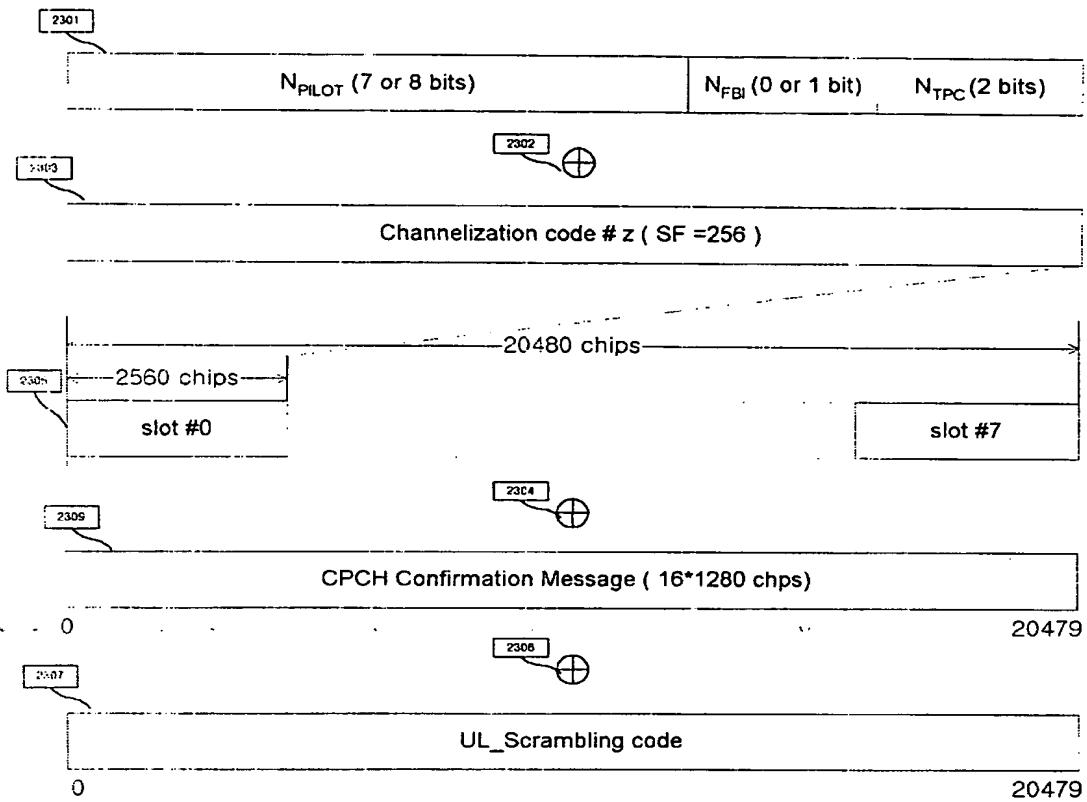 2301
N_PILOT (7 or 8 bits) N_FBI (0 or 1 bit) N_TPC (2 bits)
2302
2303
Channelization code # z ( SF =256 )
20480 chips
2560 chips
2305
slot #0 slot #7
2304
2309
CPCH Confirmation Message ( 16*1280 chps)
0 20479
2306
2307
UL_Scrambling code
0 20479